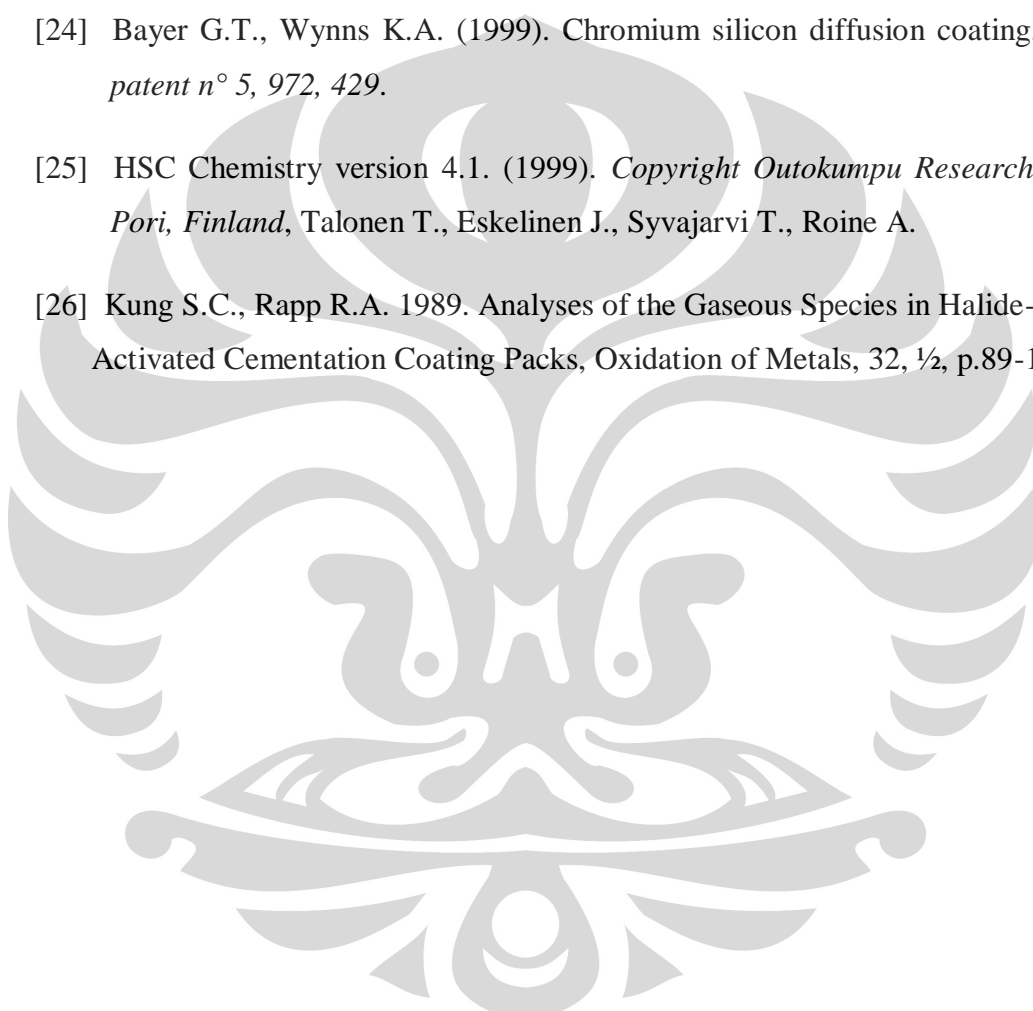 [24] Bayer G.T., Wynns K.A. (1999). Chromium silicon diffusion coating.
patent n° 5, 972, 429.
[25] HSC Chemistry version 4.1. (1999). Copyright Outokumpu Research
Pori, Finland, Talonen T., Eskelinen J., Syvajarvi T., Roine A.
[26] Kung S.C., Rapp R.A. 1989. Analyses of the Gaseous Species in Halide-
Activated Cementation Coating Packs, Oxidation of Metals, 32, ½, p.89-1